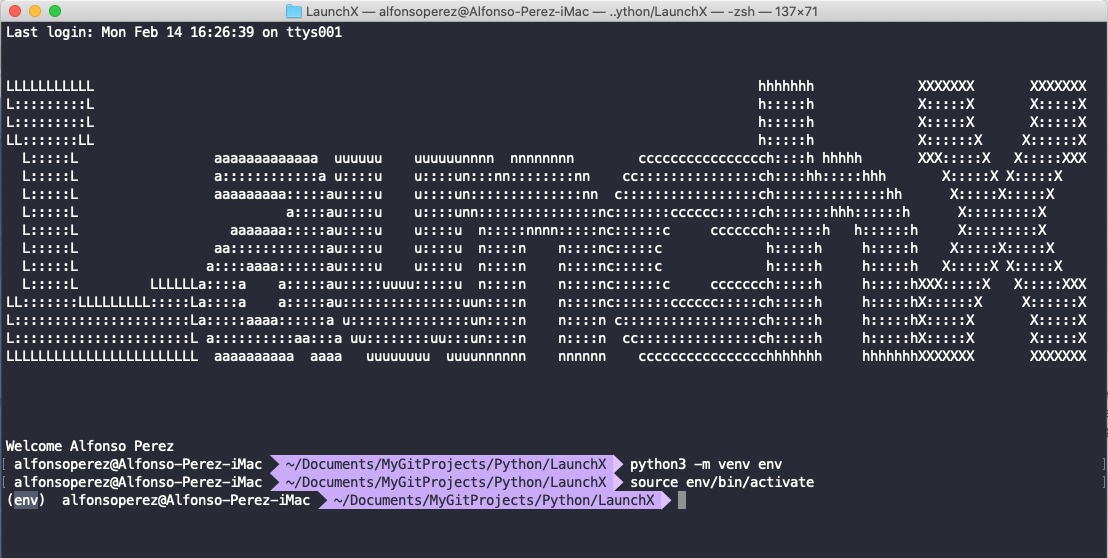 LaunchX — alfonsoperez@Alfonso-Perez-iMac — ..ython/LaunchX — -zsh — 137×71
Last login: Mon Feb 14 16:26:39 on ttys001
LLLLLLLLLLL                                                                                   hhhhhhh             XXXXXXX       XXXXXXX
L:::::::::L                                                                                   h:::::h             X:::::X       X:::::X
L:::::::::L                                                                                   h:::::h             X:::::X       X:::::X
LL:::::::LL                                                                                   h:::::h             X::::::X     X::::::X
  L:::::L                 aaaaaaaaaaaaa  uuuuuu    uuuuuunnnn  nnnnnnnn        cccccccccccccccch::::h hhhhh       XXX:::::X   X:::::XXX
  L:::::L                 a::::::::::::a u::::u    u::::un:::nn::::::::nn    cc:::::::::::::::ch::::hh:::::hhh       X:::::X X:::::X
  L:::::L                 aaaaaaaaa:::::au::::u    u::::un::::::::::::::nn  c:::::::::::::::::ch::::::::::::::hh      X:::::X:::::X
  L:::::L                          a::::au::::u    u::::unn:::::::::::::::nc:::::::cccccc:::::ch:::::::hhh::::::h      X:::::::::X
  L:::::L                   aaaaaaa:::::au::::u    u::::u  n:::::nnnn:::::nc::::::c     ccccccch::::::h   h::::::h     X:::::::::X
  L:::::L                 aa::::::::::::au::::u    u::::u  n::::n    n::::nc:::::c             h:::::h     h:::::h    X:::::X:::::X
  L:::::L                a::::aaaa::::::au::::u    u::::u  n::::n    n::::nc:::::c             h:::::h     h:::::h   X:::::X X:::::X
  L:::::L         LLLLLLa::::a    a:::::au:::::uuuu:::::u  n::::n    n::::nc::::::c     ccccccch:::::h     h:::::hXXX:::::X   X:::::XXX
LL:::::::LLLLLLLLL:::::La::::a    a:::::au:::::::::::::::uun::::n    n::::nc:::::::cccccc:::::ch:::::h     h:::::hX::::::X     X::::::X
L::::::::::::::::::::::La:::::aaaa::::::a u:::::::::::::::un::::n    n::::n c:::::::::::::::::ch:::::h     h:::::hX:::::X       X:::::X
L::::::::::::::::::::::L a::::::::::aa:::a uu::::::::uu:::un::::n    n::::n  cc:::::::::::::::ch:::::h     h:::::hX:::::X       X:::::X
LLLLLLLLLLLLLLLLLLLLLLLL  aaaaaaaaaa  aaaa   uuuuuuuu  uuuunnnnnn    nnnnnn    cccccccccccccccchhhhhhh     hhhhhhhXXXXXXX       XXXXXXX
Welcome Alfonso Perez
[ alfonsoperez@Alfonso-Perez-iMac ~/Documents/MyGitProjects/Python/LaunchX python3 -m venv env ]
[ alfonsoperez@Alfonso-Perez-iMac ~/Documents/MyGitProjects/Python/LaunchX source env/bin/activate ]
(env) alfonsoperez@Alfonso-Perez-iMac ~/Documents/MyGitProjects/Python/LaunchX